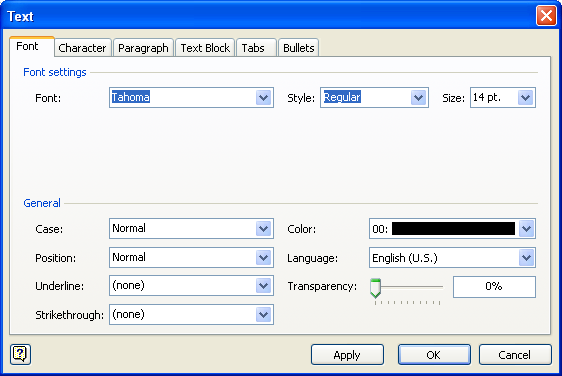 Text
Font Character Paragraph Text Block Tabs Bullets
Font settings
Font: Tahoma Style: Regular Size: 14 pt.
General
Case: Normal Color: 00:
Position: Normal Language: English (U.S.)
Underline: (none) Transparency: 0%
Strikethrough: (none)
? Apply OK Cancel